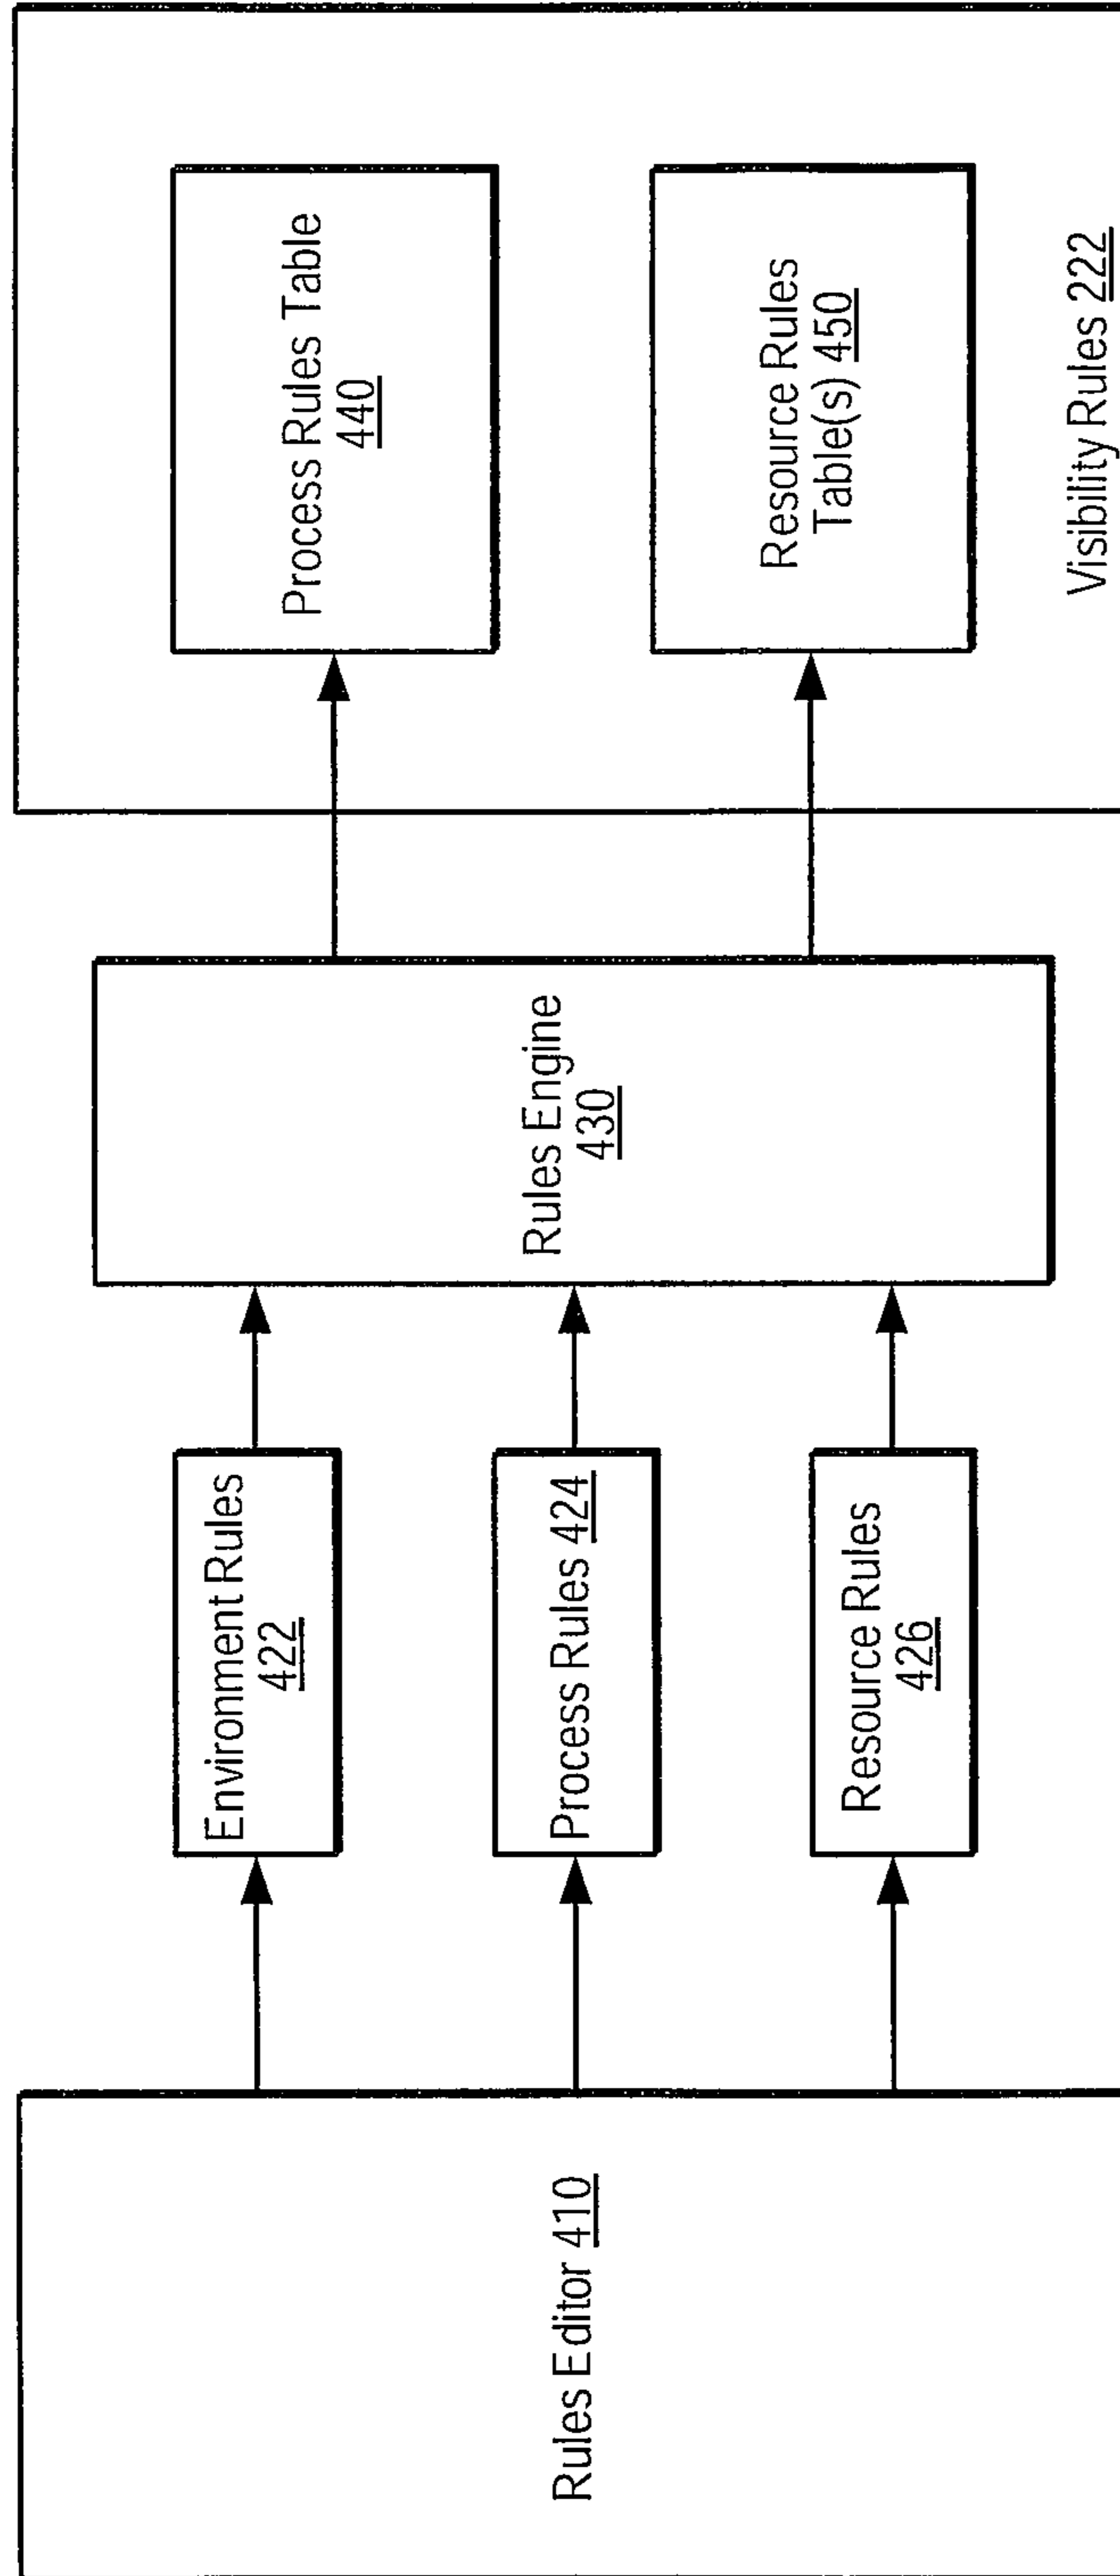 Rules Editor 410
Environment Rules
422
Process Rules 424
Resource Rules
426
Rules Engine
430
Process Rules Table
440
Resource Rules
Table(s) 450
Visibility Rules 222